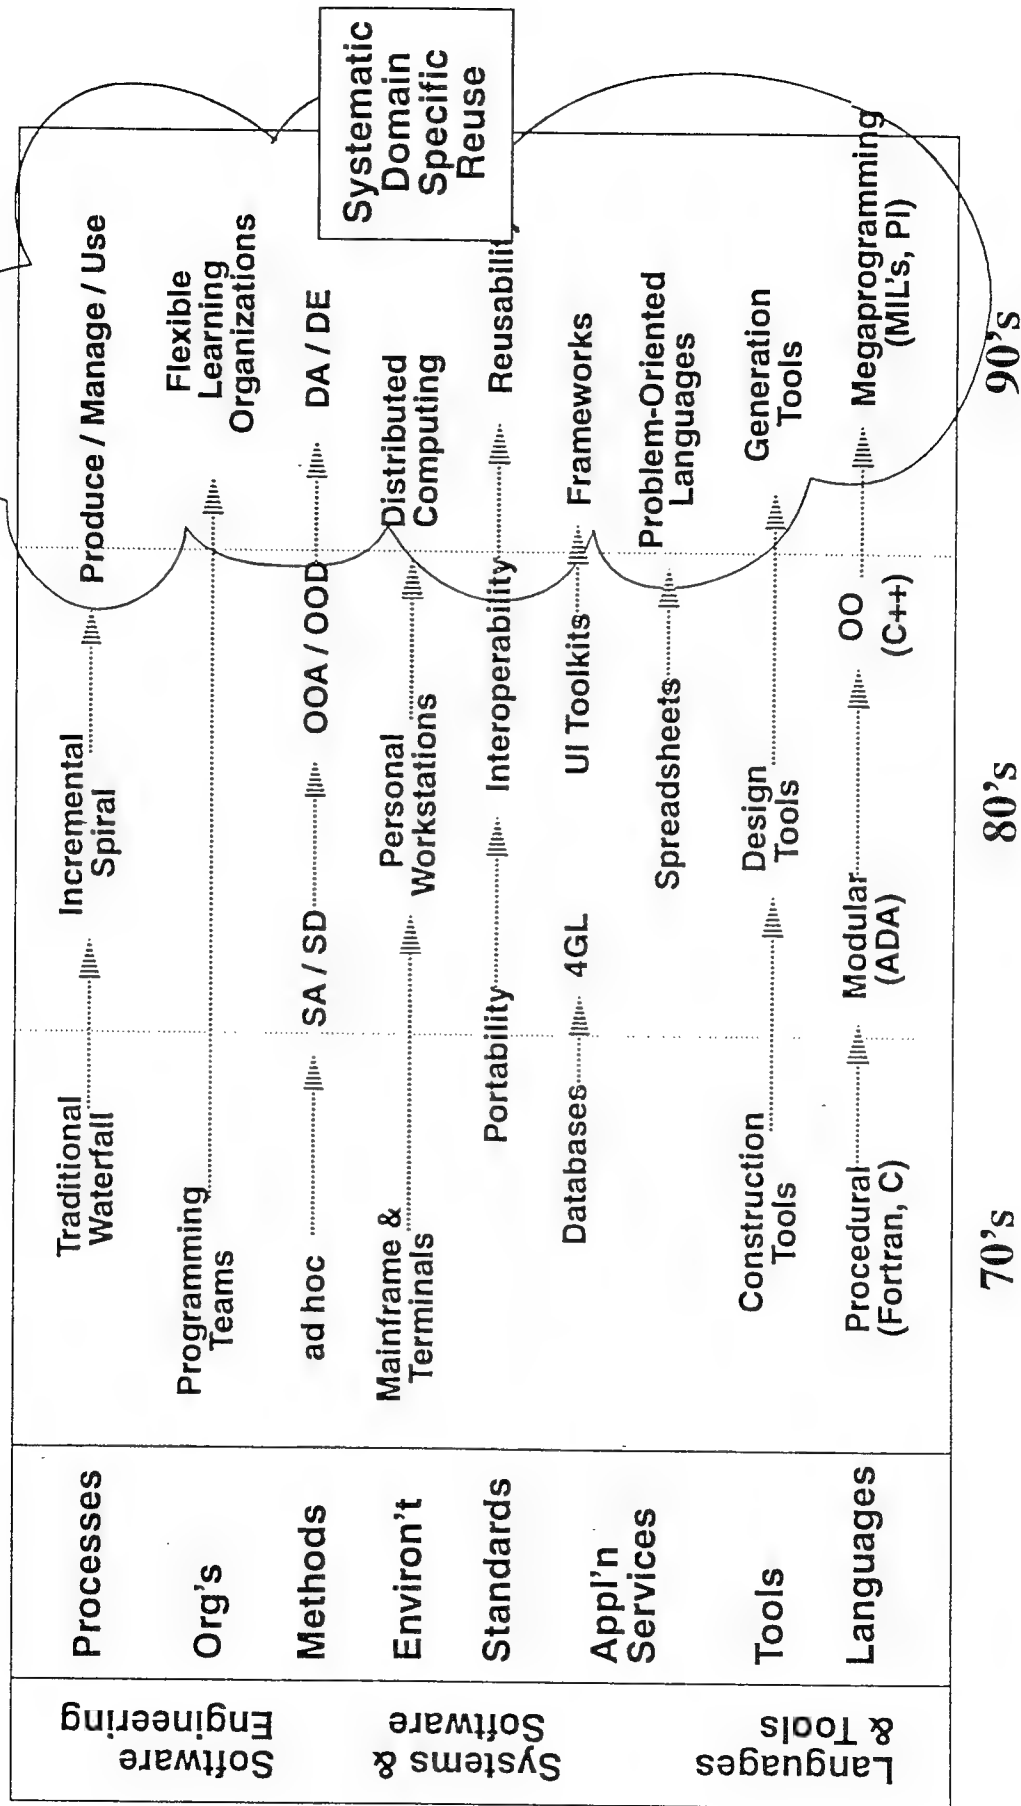 Software
Engineering
Processes
Traditional
Waterfall
Incremental
Spiral
Produce / Manage / Use
Org's
Programming
Teams
Flexible
Learning
Organizations
Methods
ad hoc
SA / SD
OOA / OOD
DA / DE
Systematic
Domain
Specific
Reuse
Systems &
Software
Environ't
Mainframe &
Terminals
Personal
Workstations
Distributed
Computing
Standards
Portability
Interoperability
Reusability
Appl'n
Services
Databases
4GL
UI Toolkits
Frameworks
Spreadsheets
Problem-Oriented
Languages
Languages
& Tools
Tools
Construction
Tools
Design
Tools
Generation
Tools
Languages
Procedural
(Fortran, C)
Modular
(ADA)
OO
(C++)
Megaprogramming
(MIL's, PI)
70's
80's
90's